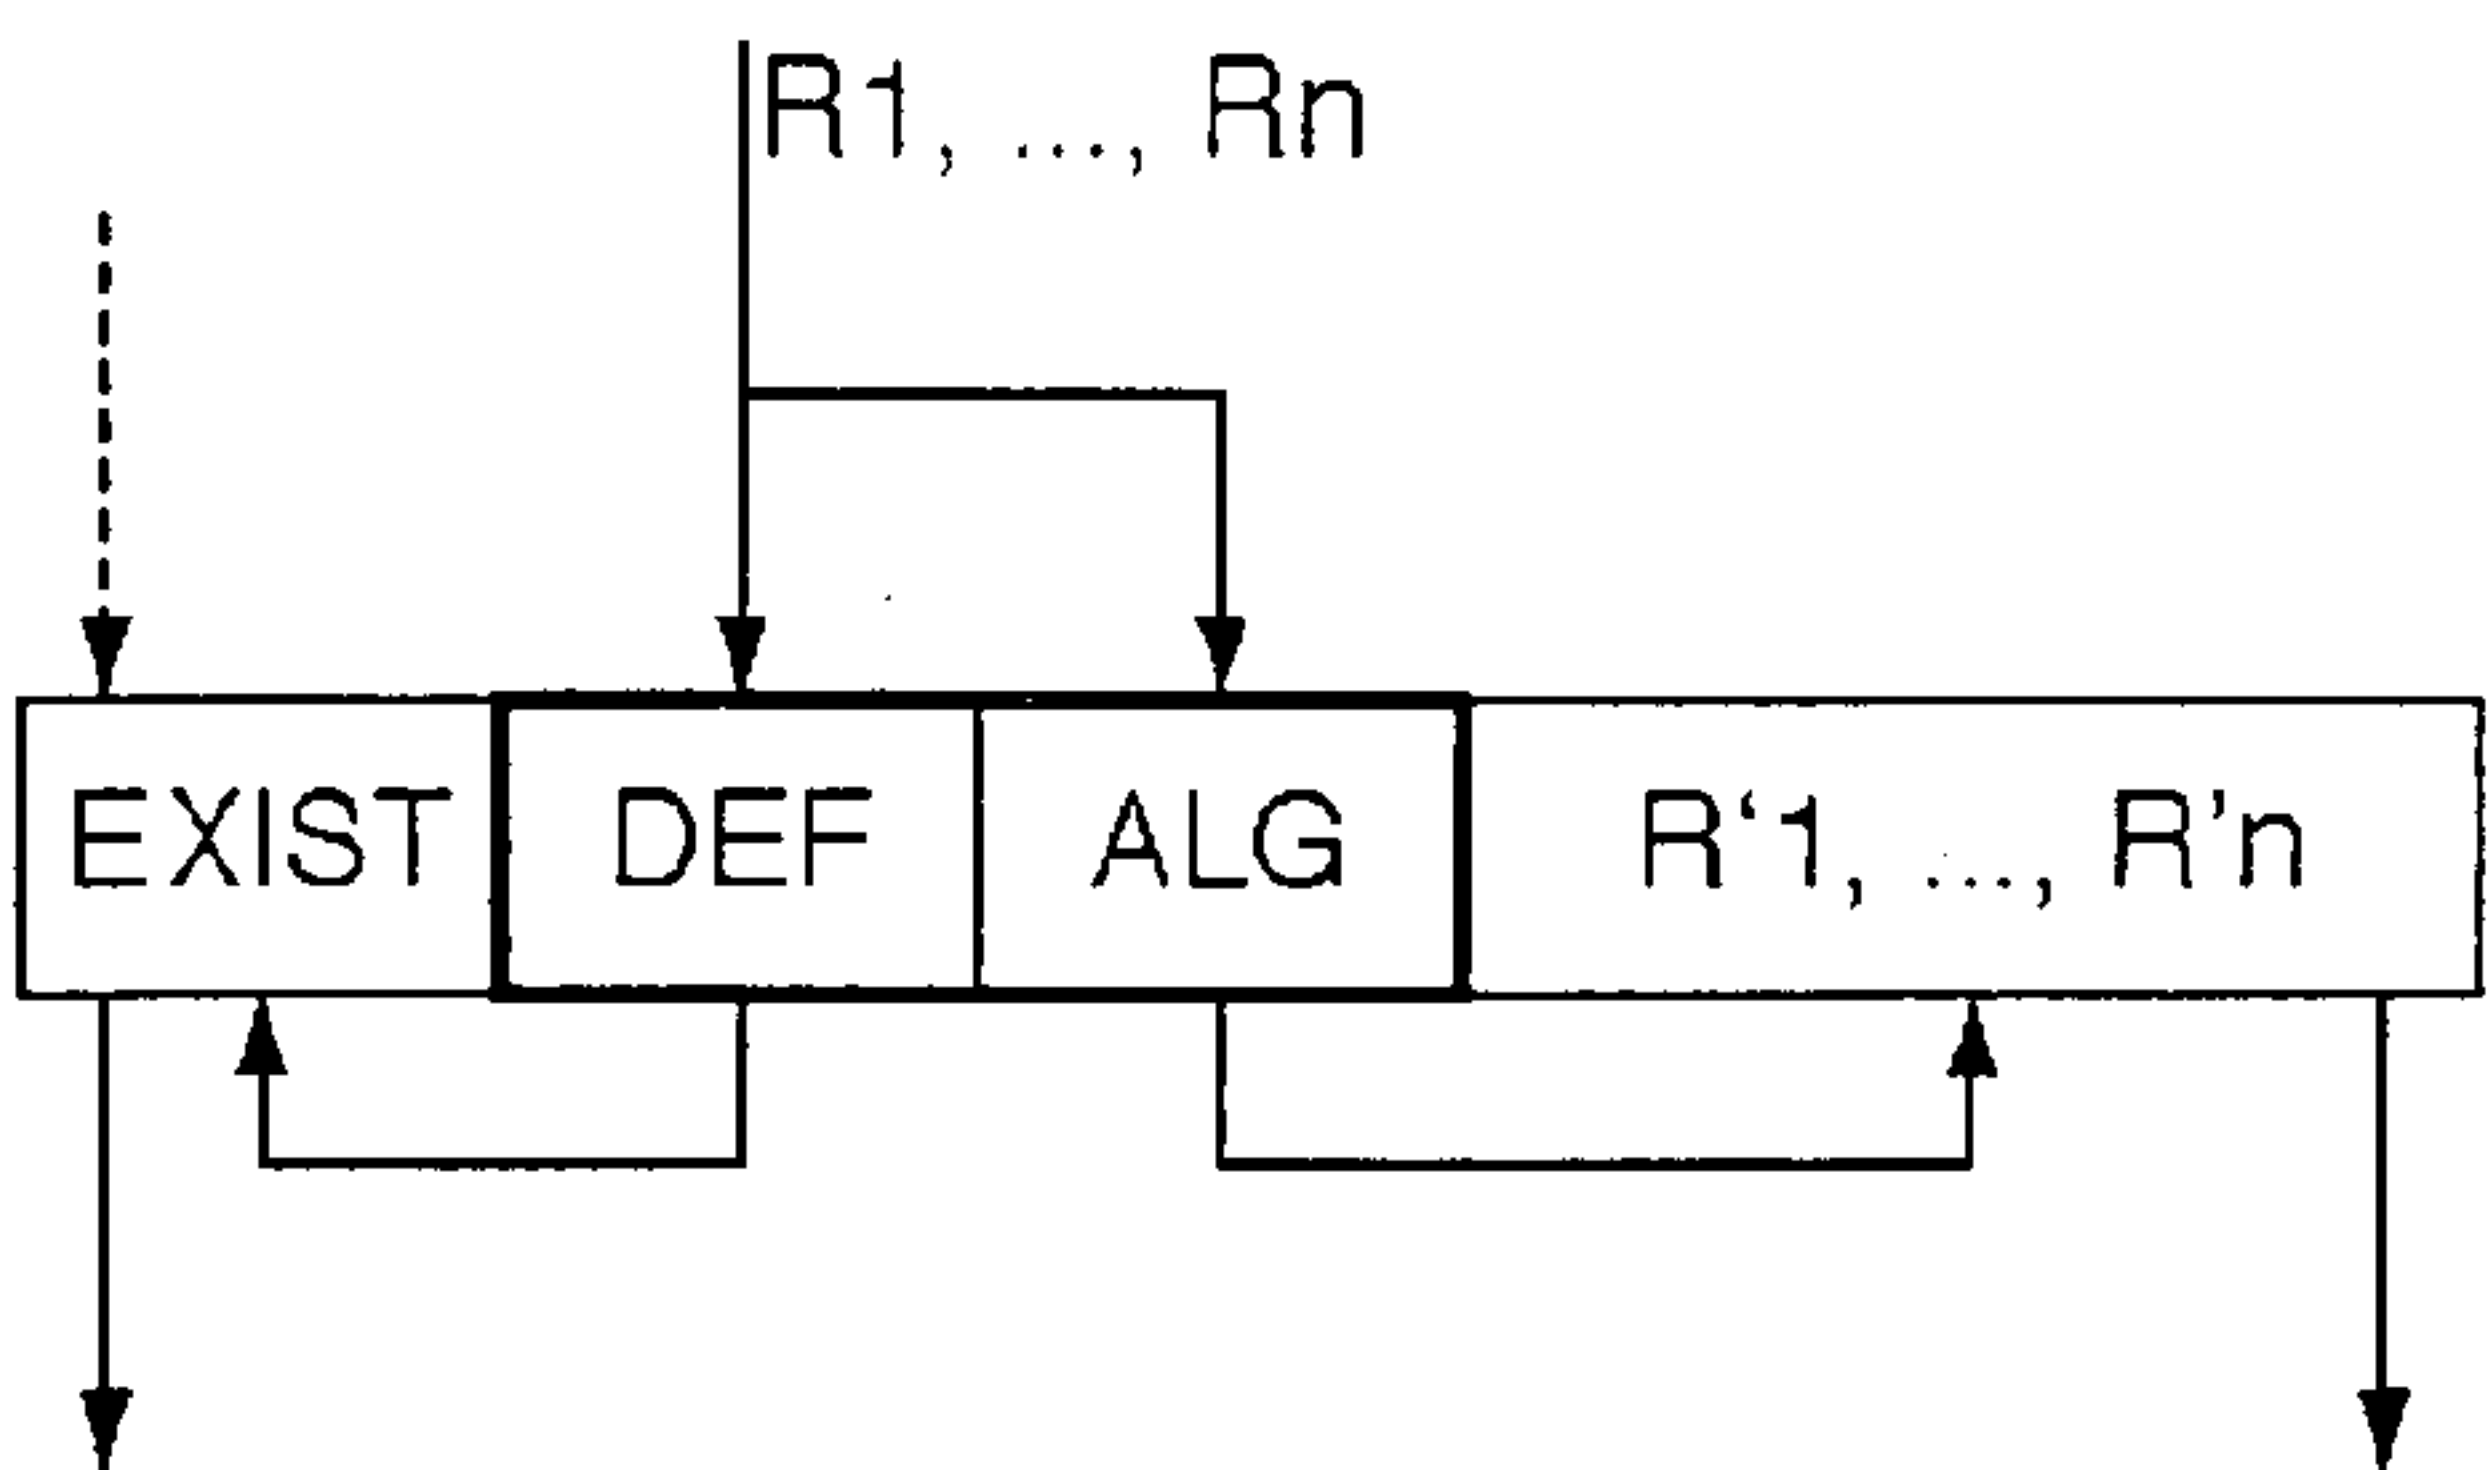 R1, ..., Rn
EXIST DEF ALG R‘1, ..., R’n